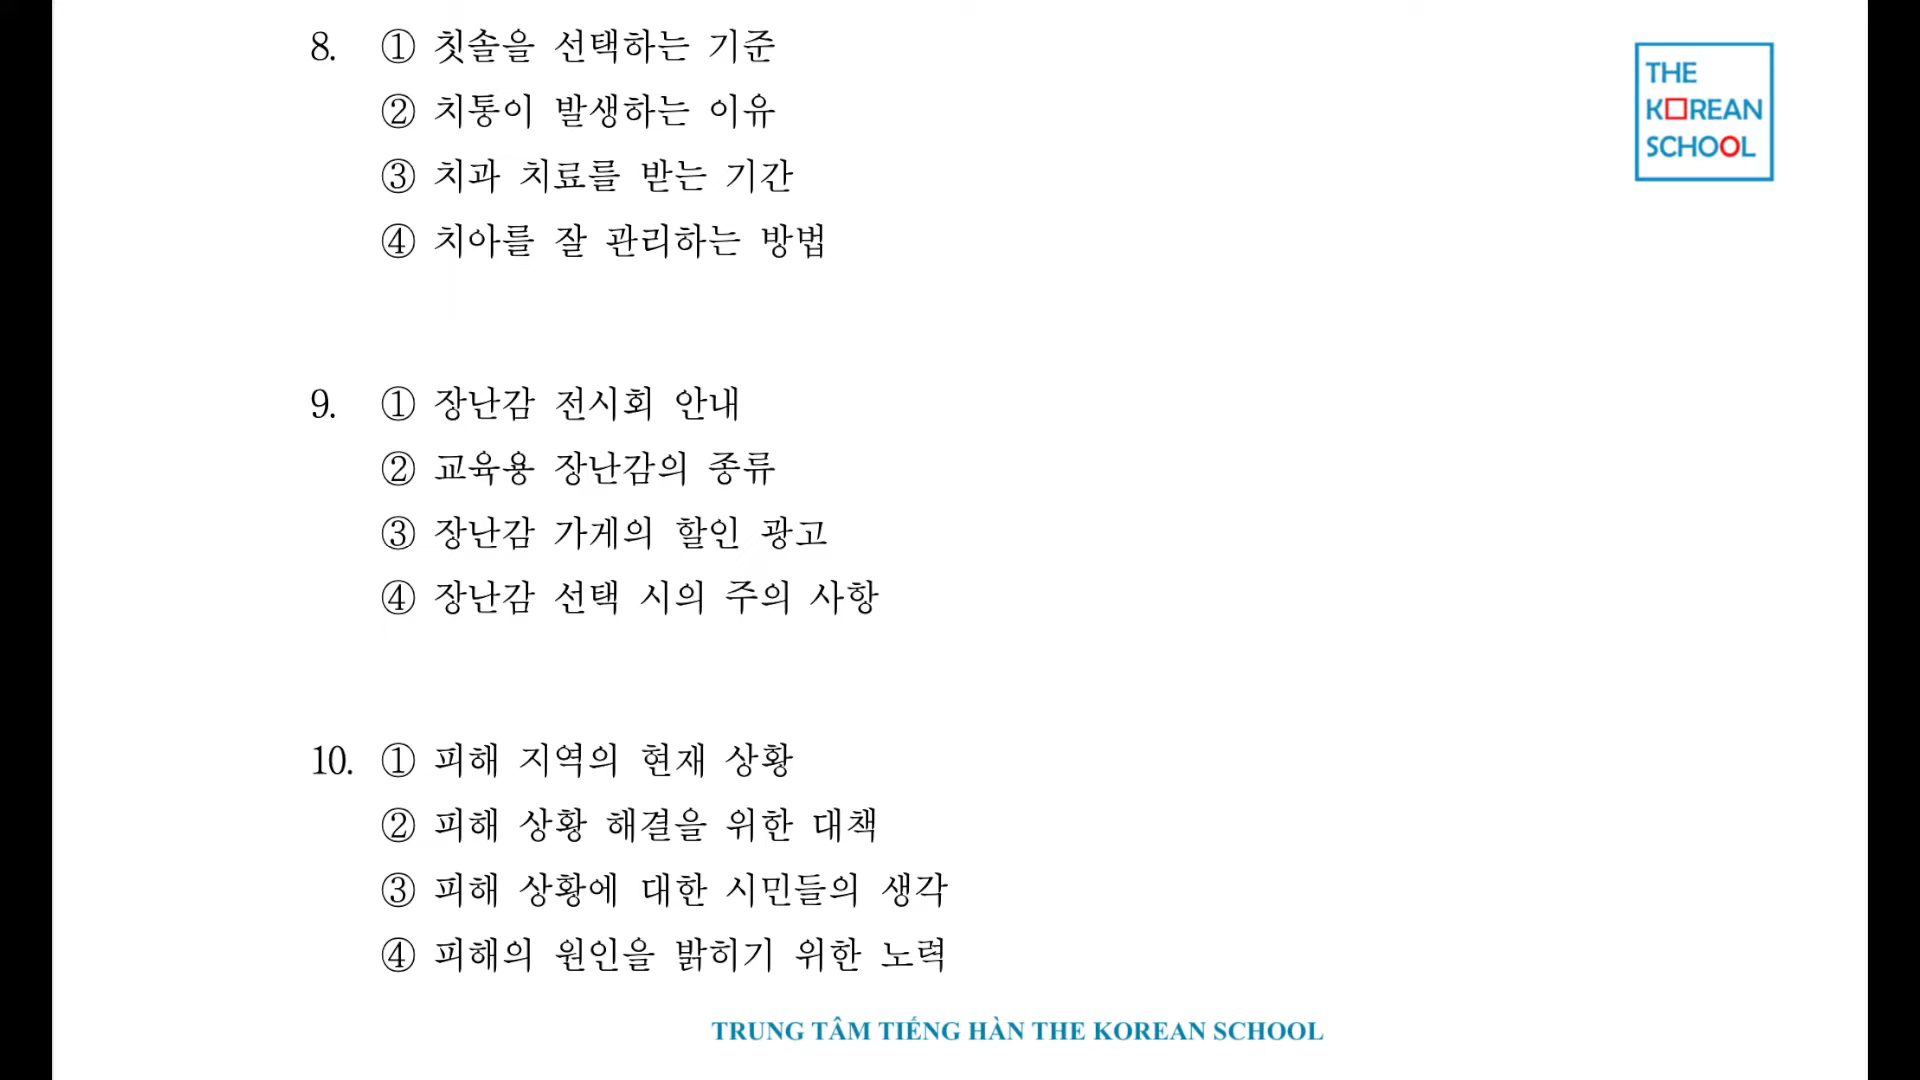 8. ① 칫솔을 선택하는 기준
② 치통이 발생하는 이유
③ 치과 치료를 받는 기간
④ 치아를 잘 관리하는 방법
THE
KOREAN
SCHOOL
9. ① 장난감 전시회 안내
② 교육용 장난감의 종류
③ 장난감 가게의 할인 광고
④ 장난감 선택 시의 주의 사항
10. ① 피해 지역의 현재 상황
② 피해 상황 해결을 위한 대책
③ 피해 상황에 대한 시민들의 생각
④ 피해의 원인을 밝히기 위한 노력
TRUNG TÂM TIẾNG HÀN THE KOREAN SCHOOL